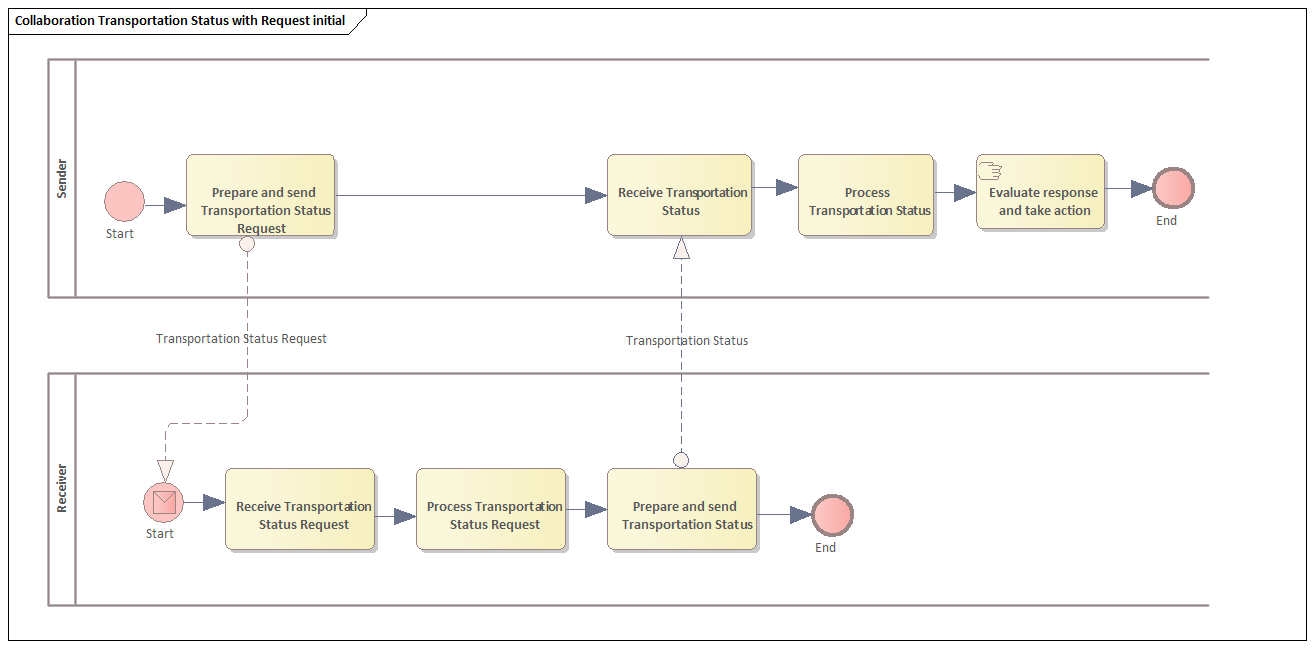 Collaboration Transportation Status with Request initial
Sender
Start
Prepare and send
Transportation Status
Request
Receive Transportation
Status
Process
Transportation Status
Evaluate response
and take action
End
Transportation Status Request
Transportation Status
Receiver
Start
Receive Transportation
Status Request
Process Transportation
Status Request
Prepare and send
Transportation Status
End